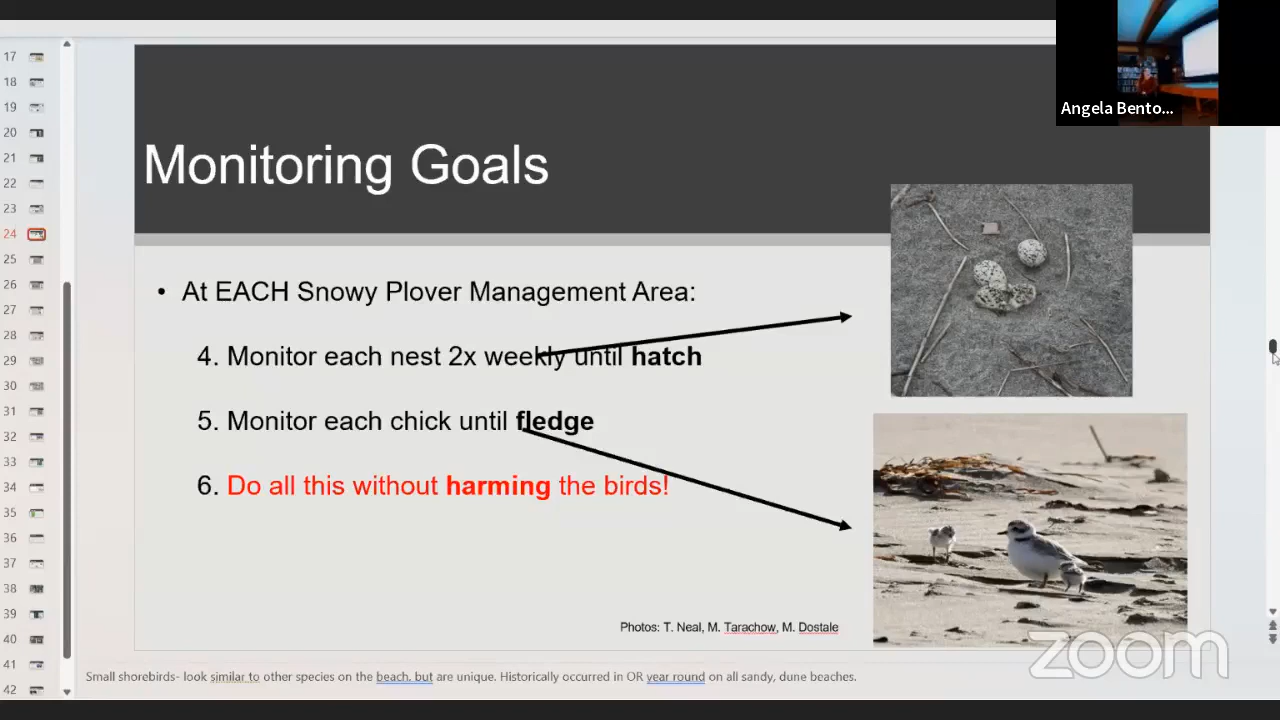 Angela Bento...
17
18
19
20
21
22
23
24
25
26
27
28
29
30
31
32
33
34
35
36
37
38
39
40
41
42
Monitoring Goals
• At EACH Snowy Plover Management Area:
4. Monitor each nest 2x weekly until hatch
5. Monitor each chick until fledge
6. Do all this without harming the birds!
Photos: T. Neal, M. Tarachow, M. Dostale
zoom
Small shorebirds- look similar to other species on the beach, but are unique. Historically occurred in OR year round on all sandy, dune beaches.